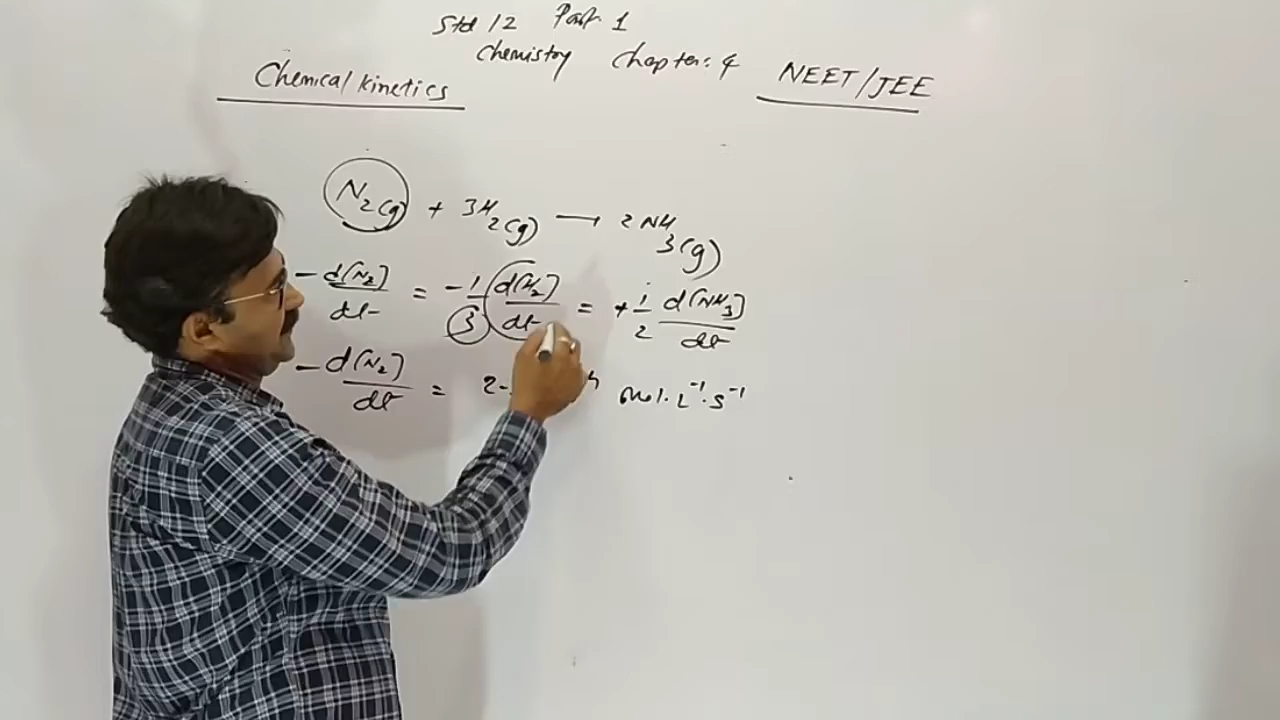 Std 12 Part 1
Chemistry Chapter: 4
Chemical kinetics
NEET/JEE
N2(g) + 3H2(g) → 2NH3(g)
-d[N2]/dt = -1/3 d[H2]/dt = +1/2 d[NH3]/dt
-d[N2]/dt = mol. L⁻¹. s⁻¹